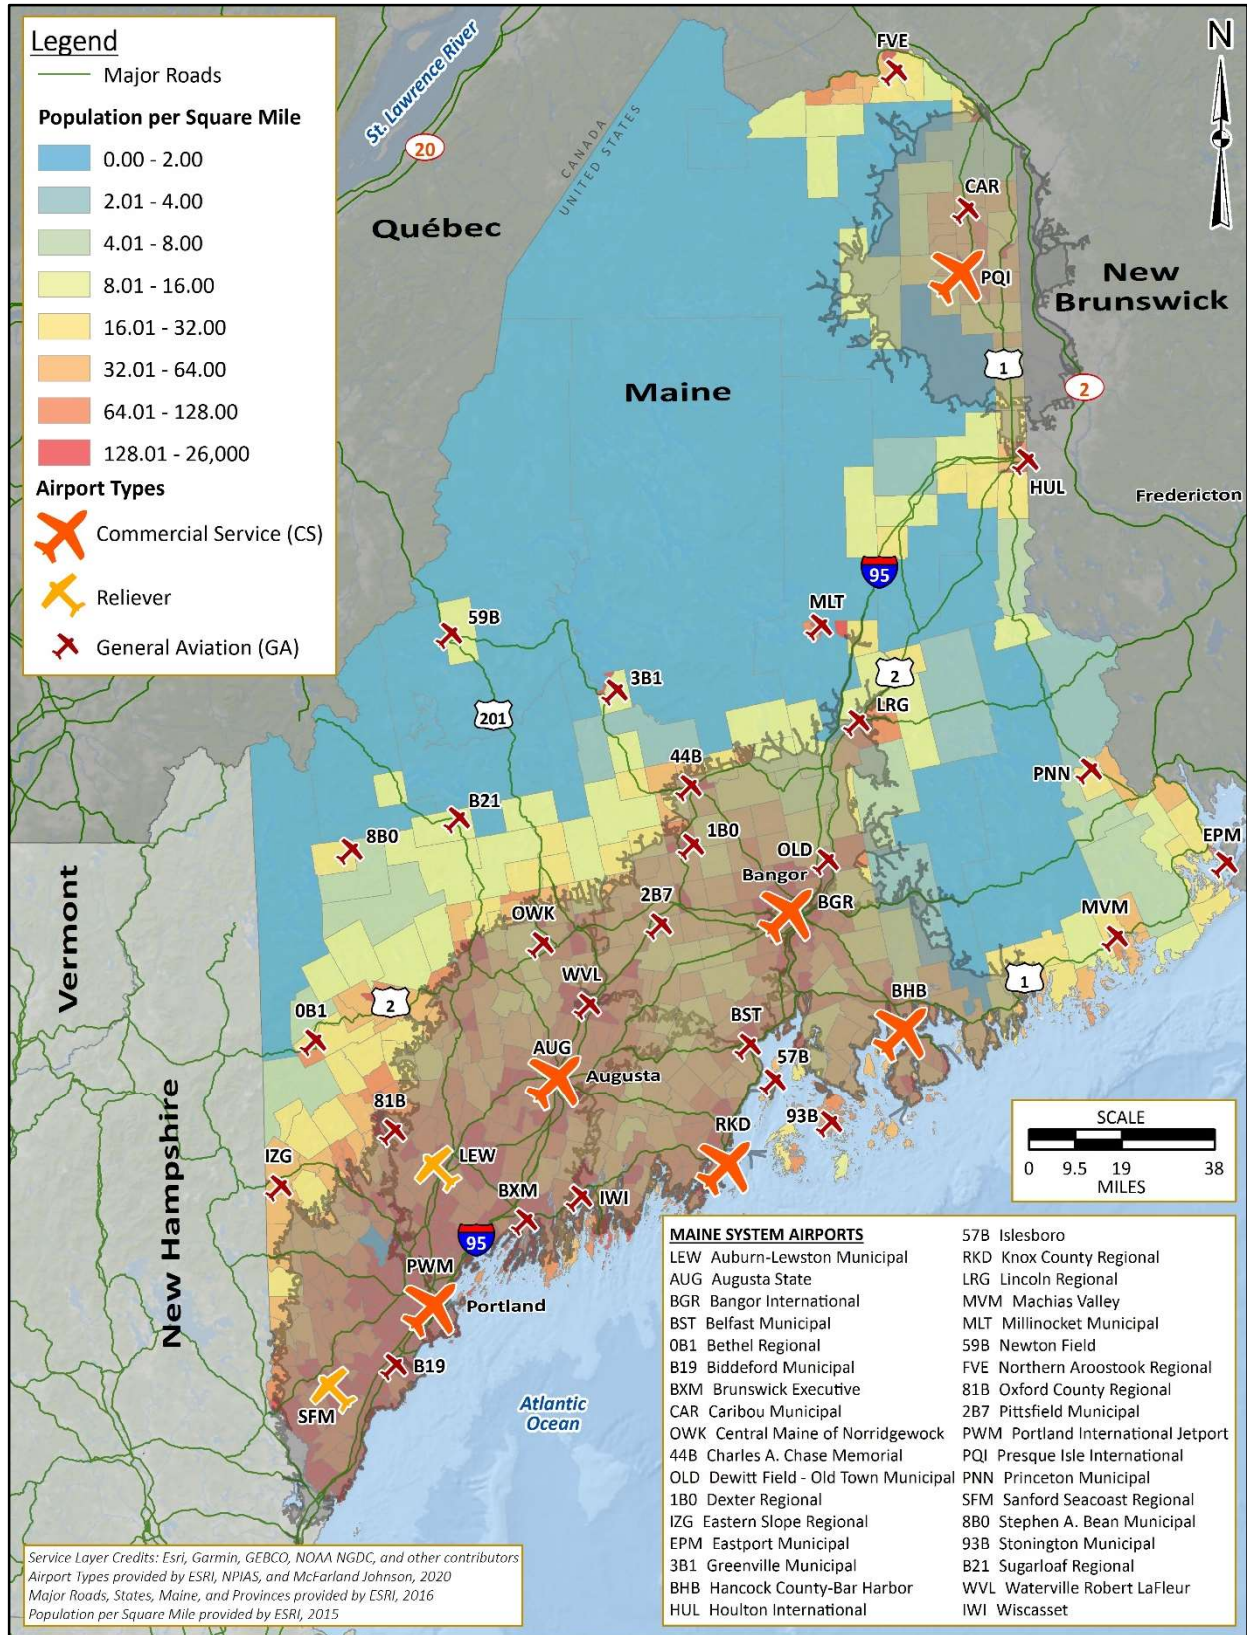 Legend
Major Roads
Population per Square Mile
0.00 - 2.00
2.01 - 4.00
4.01 - 8.00
8.01 - 16.00
16.01 - 32.00
32.01 - 64.00
64.01 - 128.00
128.01 - 26,000
Airport Types
Commercial Service (CS)
Reliever
General Aviation (GA)
St. Lawrence River
20
CANADA
UNITED STATES
Québec
FVE
N
CAR
PQI
New
Brunswick
1
2
Maine
HUL
Fredericton
95
MLT
59B
3B1
2
201
LRG
44B
PNN
B21
8B0
1B0
OLD
EPM
Bangor
BGR
Vermont
2B7
OWK
MVM
WVL
1
2
0B1
BHB
BST
AUG
Augusta
57B
81B
93B
RKD
New Hampshire
LEW
IZG
BXM
IWI
95
PWM
Portland
B19
SFM
Atlantic
Ocean
SCALE
0 9.5 19 38
MILES
MAINE SYSTEM AIRPORTS
LEW Auburn-Lewston Municipal
AUG Augusta State
BGR Bangor International
BST Belfast Municipal
0B1 Bethel Regional
B19 Biddeford Municipal
BXM Brunswick Executive
CAR Caribou Municipal
OWK Central Maine of Norridgewock
44B Charles A. Chase Memorial
OLD Dewitt Field - Old Town Municipal
1B0 Dexter Regional
IZG Eastern Slope Regional
EPM Eastport Municipal
3B1 Greenville Municipal
BHB Hancock County-Bar Harbor
HUL Houlton International
57B Islesboro
RKD Knox County Regional
LRG Lincoln Regional
MVM Machias Valley
MLT Millinocket Municipal
59B Newton Field
FVE Northern Aroostook Regional
81B Oxford County Regional
2B7 Pittsfield Municipal
PWM Portland International Jetport
PQI Presque Isle International
PNN Princeton Municipal
SFM Sanford Seacoast Regional
8B0 Stephen A. Bean Municipal
93B Stonington Municipal
B21 Sugarloaf Regional
WVL Waterville Robert LaFleur
IWI Wiscasset
Service Layer Credits: Esri, Garmin, GEBCO, NOAA NGDC, and other contributors
Airport Types provided by ESRI, NPIAS, and McFarland Johnson, 2020
Major Roads, States, Maine, and Provinces provided by ESRI, 2016
Population per Square Mile provided by ESRI, 2015